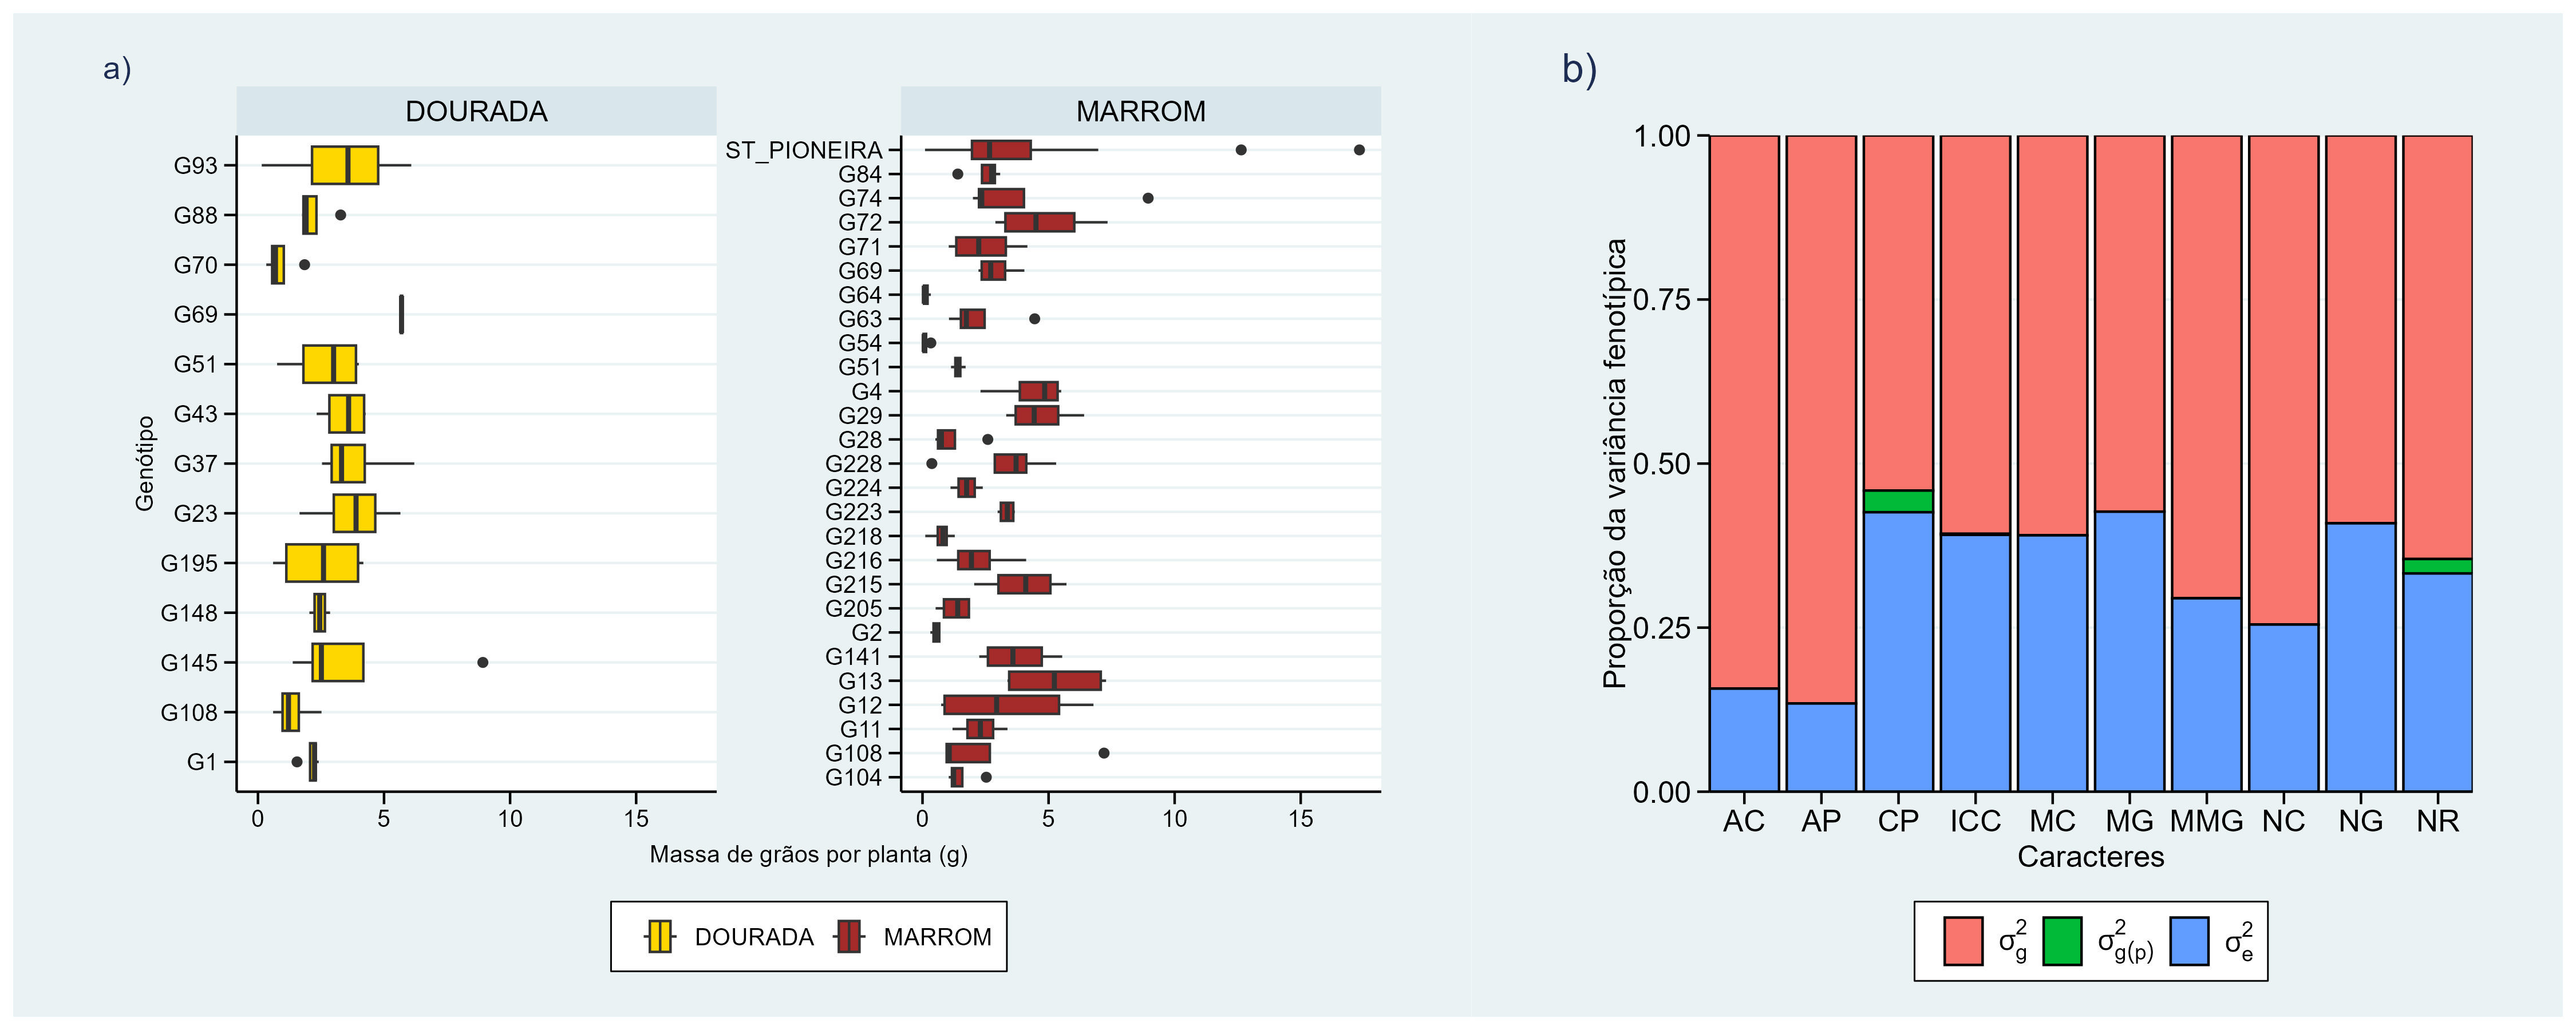 a)
DOURADA
MARROM
Genótipo
G93
G88
G70
G69
G51
G43
G37
G23
G195
G148
G145
G108
G1
0 5 10 15
ST_PIONEIRA
G84
G74
G72
G71
G69
G64
G63
G54
G51
G4
G29
G28
G228
G224
G223
G218
G216
G215
G205
G2
G141
G13
G12
G11
G108
G104
0 5 10 15
Massa de grãos por planta (g)
DOURADA MARROM
b)
Proporção da variância fenotípica
1.00
0.75
0.50
0.25
0.00
AC AP CP ICC MC MG MMG NC NG NR
Caracteres
σ²g σ²g(p) σ²e